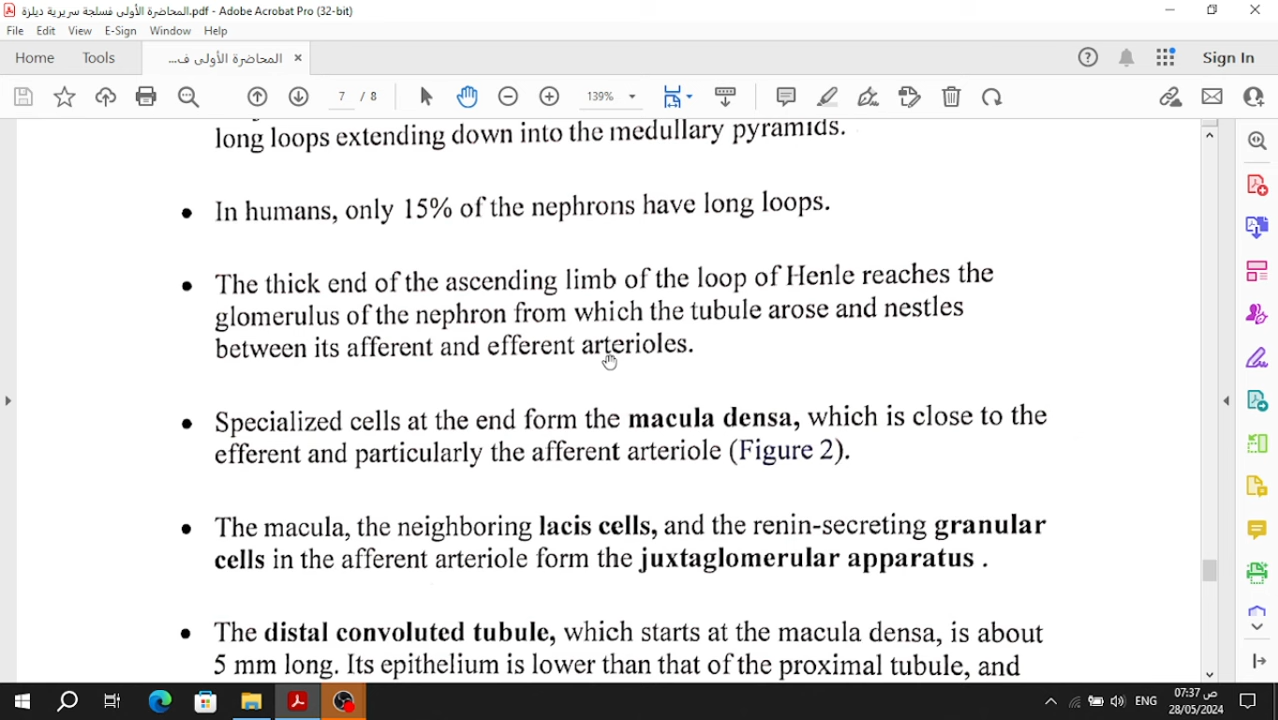 المحاضرة الأولى فسلجة سريرية ديلزة.pdf - Adobe Acrobat Pro (32-bit)
File Edit View E-Sign Window Help
Home Tools المحاضرة الأولى ف... ×
Sign In
7 / 8 139%
long loops extending down into the medullary pyramids.
• In humans, only 15% of the nephrons have long loops.
• The thick end of the ascending limb of the loop of Henle reaches the
glomerulus of the nephron from which the tubule arose and nestles
between its afferent and efferent arterioles.
• Specialized cells at the end form the macula densa, which is close to the
efferent and particularly the afferent arteriole (Figure 2).
• The macula, the neighboring lacis cells, and the renin-secreting granular
cells in the afferent arteriole form the juxtaglomerular apparatus .
• The distal convoluted tubule, which starts at the macula densa, is about
5 mm long. Its epithelium is lower than that of the proximal tubule, and
ENG
07:37 ص
28/05/2024